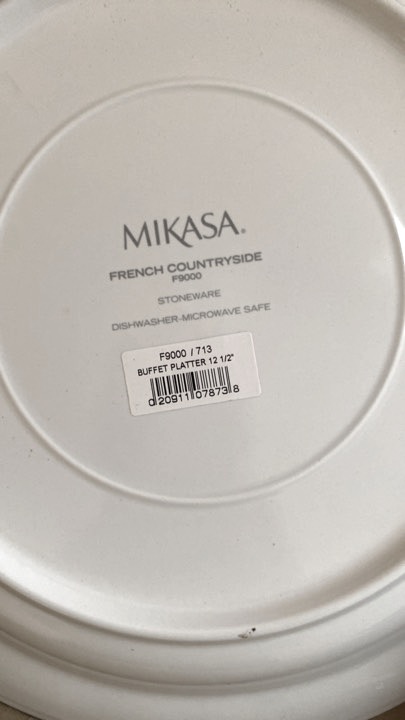 MIKASA®
FRENCH COUNTRYSIDE
F9000
STONEWARE
DISHWASHER-MICROWAVE SAFE
F9000 / 713
BUFFET PLATTER 12 1/2"
0 20911 07873 8